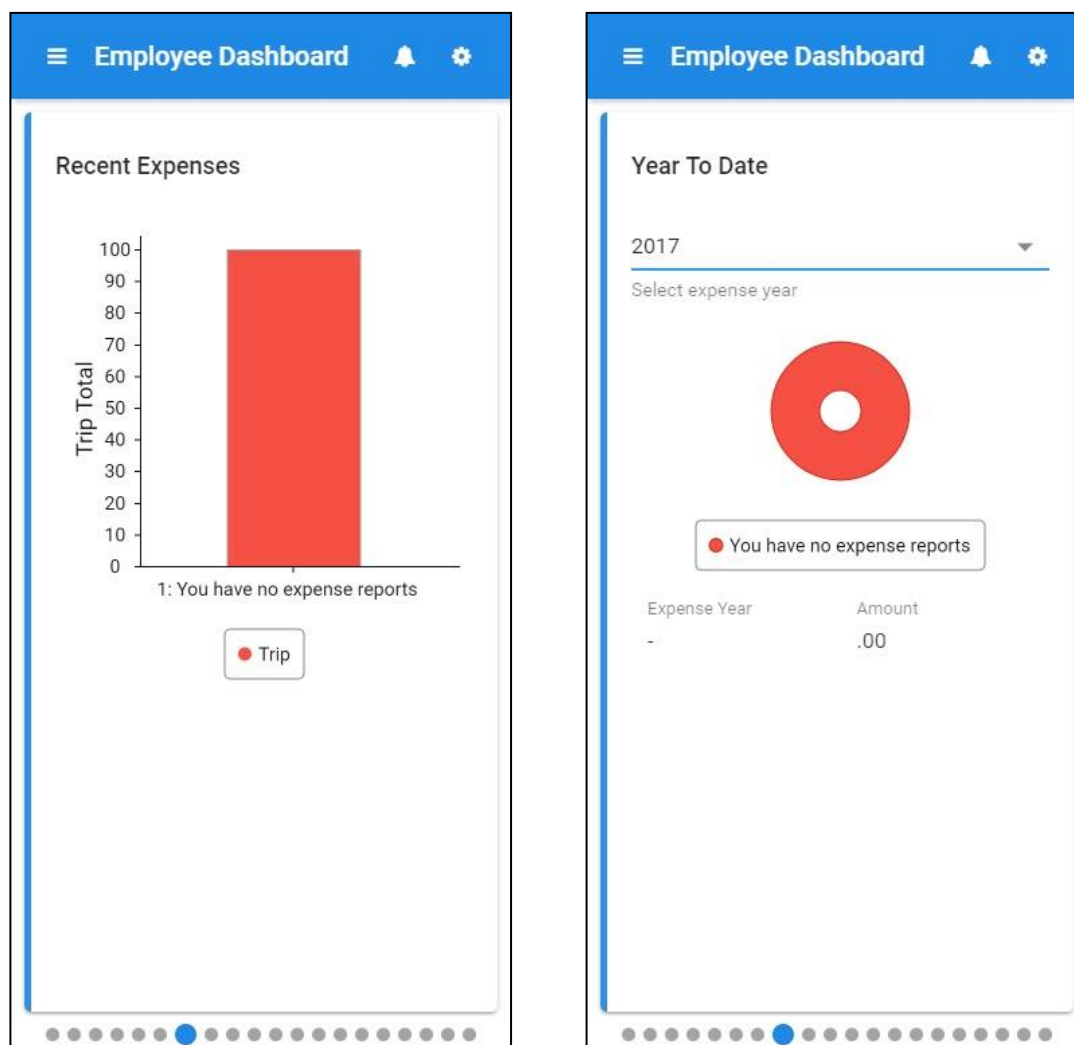 Employee Dashboard
Recent Expenses
100
90
80
70
60
50
40
30
20
10
0
Trip Total
1: You have no expense reports
Trip
Employee Dashboard
Year To Date
2017
Select expense year
You have no expense reports
Expense Year Amount
- .00